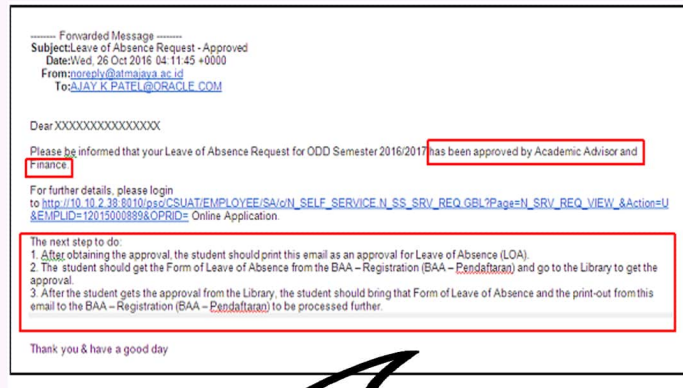 -------- Forwarded Message --------
Subject:Leave of Absence Request - Approved
Date:Wed, 26 Oct 2016 04:11:45 +0000
From:noreply@atmajaya.ac.id
To:AJAY.K.PATEL@ORACLE.COM
Dear XXXXXXXXXXXXXXX
Please be informed that your Leave of Absence Request for ODD Semester 2016/2017 has been approved by Academic Advisor and
Finance.
For further details, please login
to http://10.10.2.38:8010/psc/CSUAT/EMPLOYEE/SA/c/N_SELF_SERVICE.N_SS_SRV_REQ.GBL?Page=N_SRV_REQ_VIEW_&Action=U
&EMPLID=12015000889&OPRID= Online Application.
The next step to do:
1. After obtaining the approval, the student should print this email as an approval for Leave of Absence (LOA).
2. The student should get the Form of Leave of Absence from the BAA – Registration (BAA – Pendaftaran) and go to the Library to get the
approval.
3. After the student gets the approval from the Library, the student should bring that Form of Leave of Absence and the print-out from this
email to the BAA – Registration (BAA – Pendaftaran) to be processed further.
Thank you & have a good day